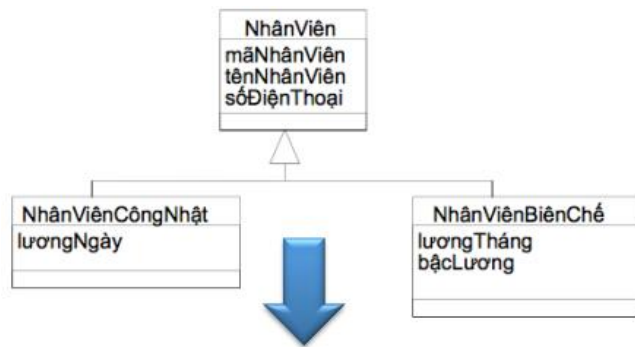 NhânViên
mãNhânViên
tênNhânViên
sốĐiệnThoại
NhânViênCôngNhật
lươngNgày
NhânViênBiênChế
lươngTháng
bậcLương